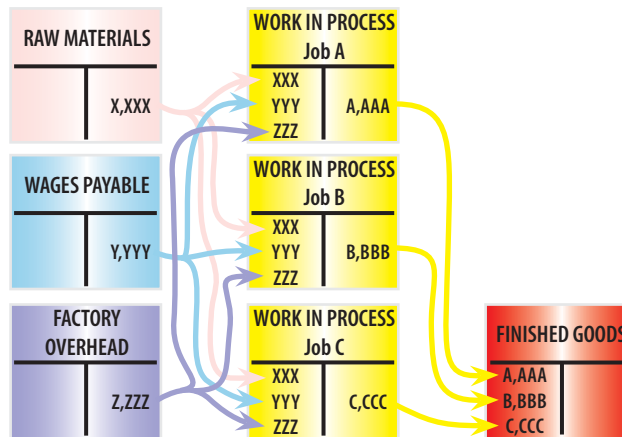 RAW MATERIALS
X,XXX
WORK IN PROCESS
Job A
XXX
YYY
A,AAA
ZZZ
WAGES PAYABLE
Y,YYY
WORK IN PROCESS
Job B
XXX
YYY
B,BBB
ZZZ
FACTORY
OVERHEAD
Z,ZZZ
WORK IN PROCESS
Job C
XXX
YYY
C,CCC
ZZZ
FINISHED GOODS
A,AAA
B,BBB
C,CCC